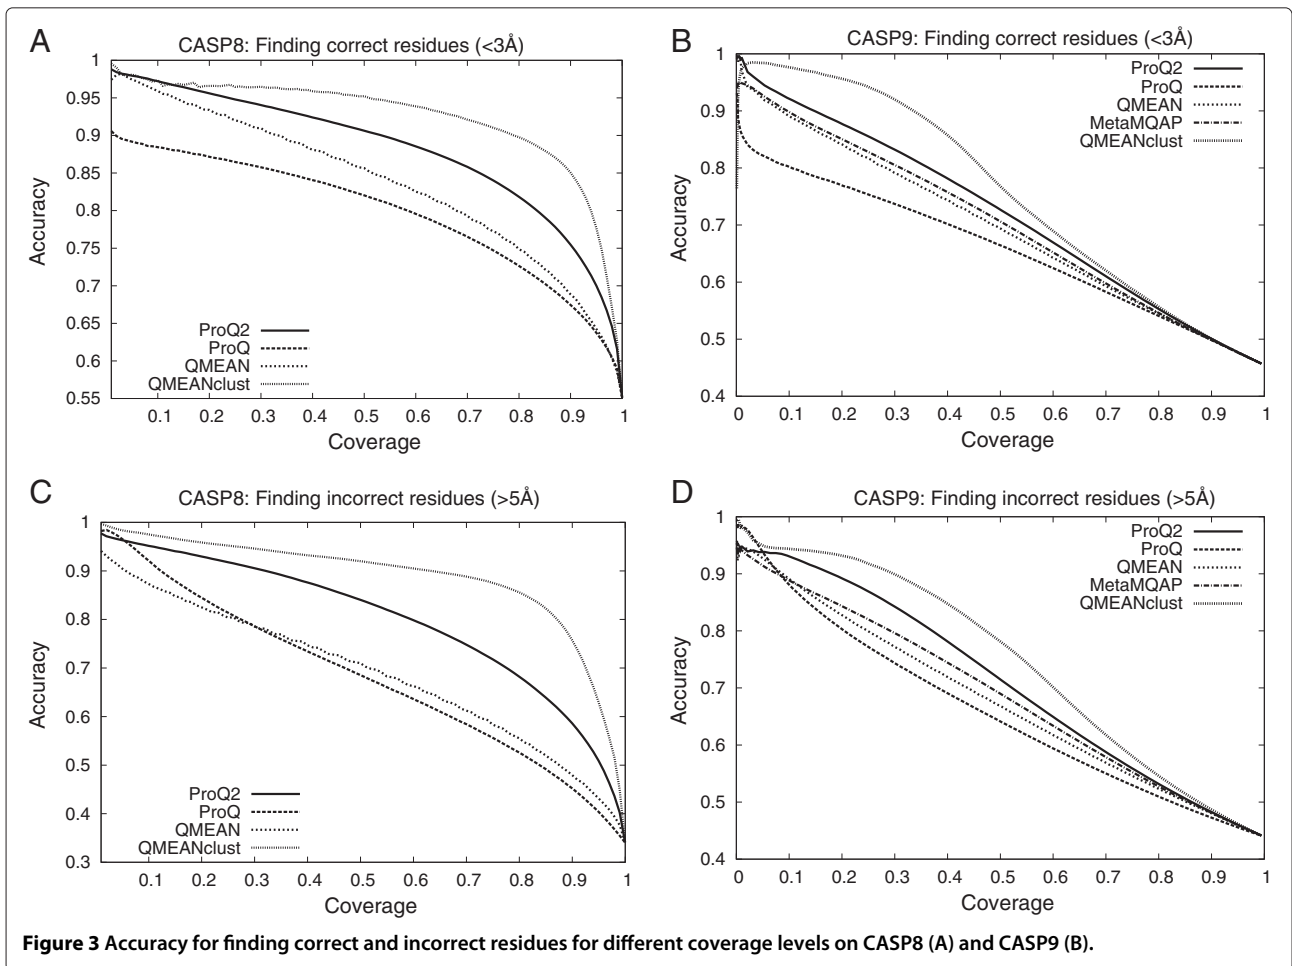 A
CASP8: Finding correct residues (<3Å)
1
0.95
0.9
0.85
0.8
0.75
0.7
0.65
0.6
0.55
Accuracy
ProQ2
ProQ
QMEAN
QMEANclust
0.1 0.2 0.3 0.4 0.5 0.6 0.7 0.8 0.9 1
Coverage
B
CASP9: Finding correct residues (<3Å)
1
0.9
0.8
0.7
0.6
0.5
0.4
Accuracy
ProQ2
ProQ
QMEAN
MetaMQAP
QMEANclust
0 0.1 0.2 0.3 0.4 0.5 0.6 0.7 0.8 0.9 1
Coverage
C
CASP8: Finding incorrect residues (>5Å)
1
0.9
0.8
0.7
0.6
0.5
0.4
0.3
Accuracy
ProQ2
ProQ
QMEAN
QMEANclust
0.1 0.2 0.3 0.4 0.5 0.6 0.7 0.8 0.9 1
Coverage
D
CASP9: Finding incorrect residues (>5Å)
1
0.9
0.8
0.7
0.6
0.5
0.4
Accuracy
ProQ2
ProQ
QMEAN
MetaMQAP
QMEANclust
0 0.1 0.2 0.3 0.4 0.5 0.6 0.7 0.8 0.9 1
Coverage
Figure 3 Accuracy for finding correct and incorrect residues for different coverage levels on CASP8 (A) and CASP9 (B).